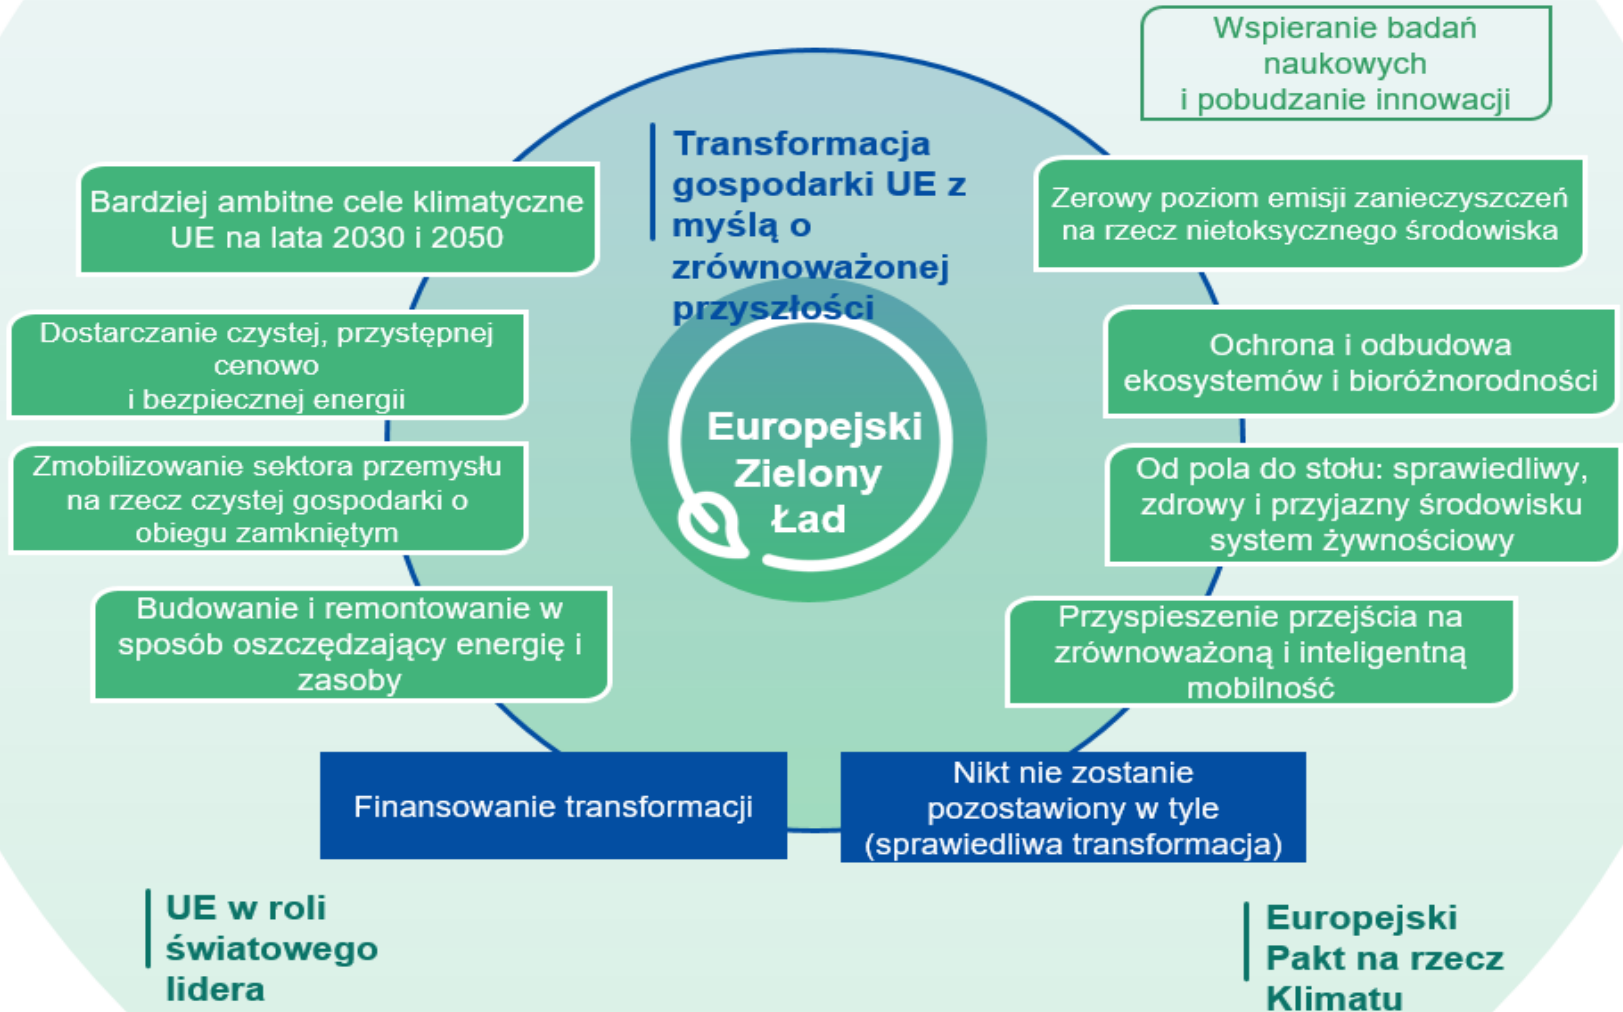 Wspieranie badań
naukowych
i pobudzanie innowacji
Transformacja
gospodarki UE z
myślą o
zrównoważonej
przyszłości
Bardziej ambitne cele klimatyczne
UE na lata 2030 i 2050
Zerowy poziom emisji zanieczyszczeń
na rzecz nietoksycznego środowiska
Dostarczanie czystej, przystępnej
cenowo
i bezpiecznej energii
Ochrona i odbudowa
ekosystemów i bioróżnorodności
Europejski
Zielony
Ład
Zmobilizowanie sektora przemysłu
na rzecz czystej gospodarki o
obiegu zamkniętym
Od pola do stołu: sprawiedliwy,
zdrowy i przyjazny środowisku
system żywnościowy
Budowanie i remontowanie w
sposób oszczędzający energię i
zasoby
Przyspieszenie przejścia na
zrównoważoną i inteligentną
mobilność
Finansowanie transformacji
Nikt nie zostanie
pozostawiony w tyle
(sprawiedliwa transformacja)
UE w roli
światowego
lidera
Europejski
Pakt na rzecz
Klimatu